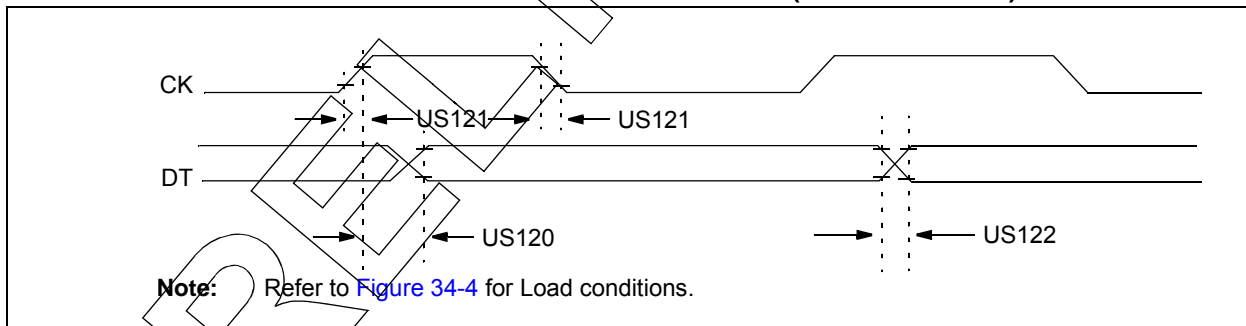 CK
US121
US121
DT
US120
US122
Note: Refer to Figure 34-4 for Load conditions.